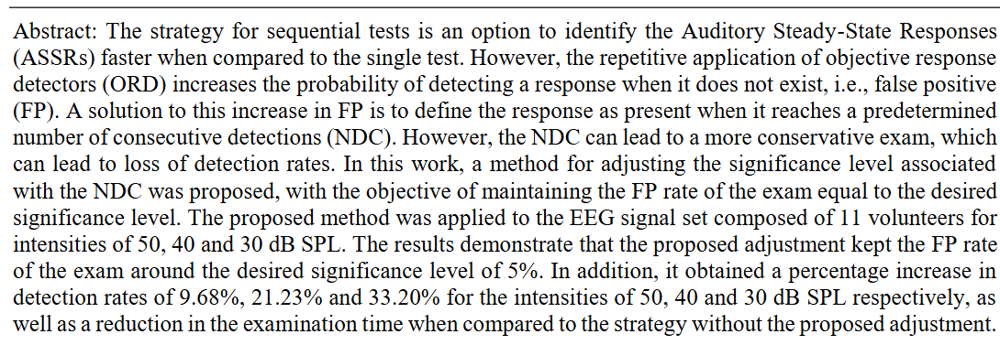 Abstract: The strategy for sequential tests is an option to identify the Auditory Steady-State Responses
(ASSRs) faster when compared to the single test. However, the repetitive application of objective response
detectors (ORD) increases the probability of detecting a response when it does not exist, i.e., false positive
(FP). A solution to this increase in FP is to define the response as present when it reaches a predetermined
number of consecutive detections (NDC). However, the NDC can lead to a more conservative exam, which
can lead to loss of detection rates. In this work, a method for adjusting the significance level associated
with the NDC was proposed, with the objective of maintaining the FP rate of the exam equal to the desired
significance level. The proposed method was applied to the EEG signal set composed of 11 volunteers for
intensities of 50, 40 and 30 dB SPL. The results demonstrate that the proposed adjustment kept the FP rate
of the exam around the desired significance level of 5%. In addition, it obtained a percentage increase in
detection rates of 9.68%, 21.23% and 33.20% for the intensities of 50, 40 and 30 dB SPL respectively, as
well as a reduction in the examination time when compared to the strategy without the proposed adjustment.